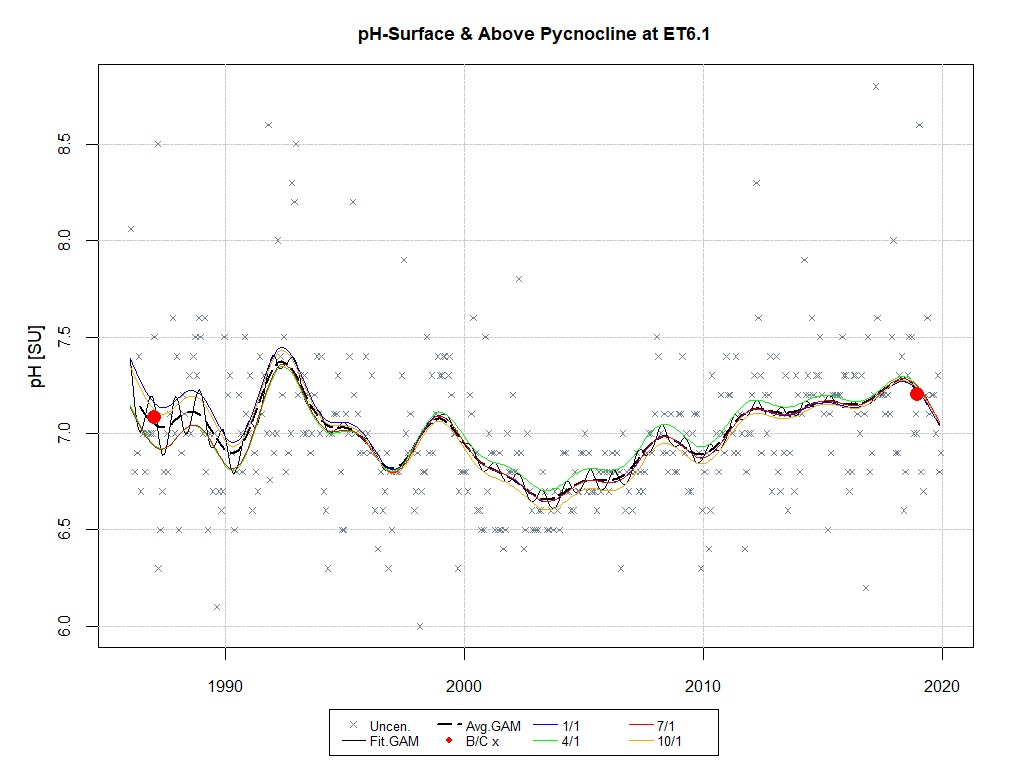 pH-Surface & Above Pycnocline at ET6.1
pH [SU]
8.5
8.0
7.5
7.0
6.5
6.0
1990 2000 2010 2020
Uncen. Avg.GAM 1/1 7/1
Fit.GAM B/C x 4/1 10/1